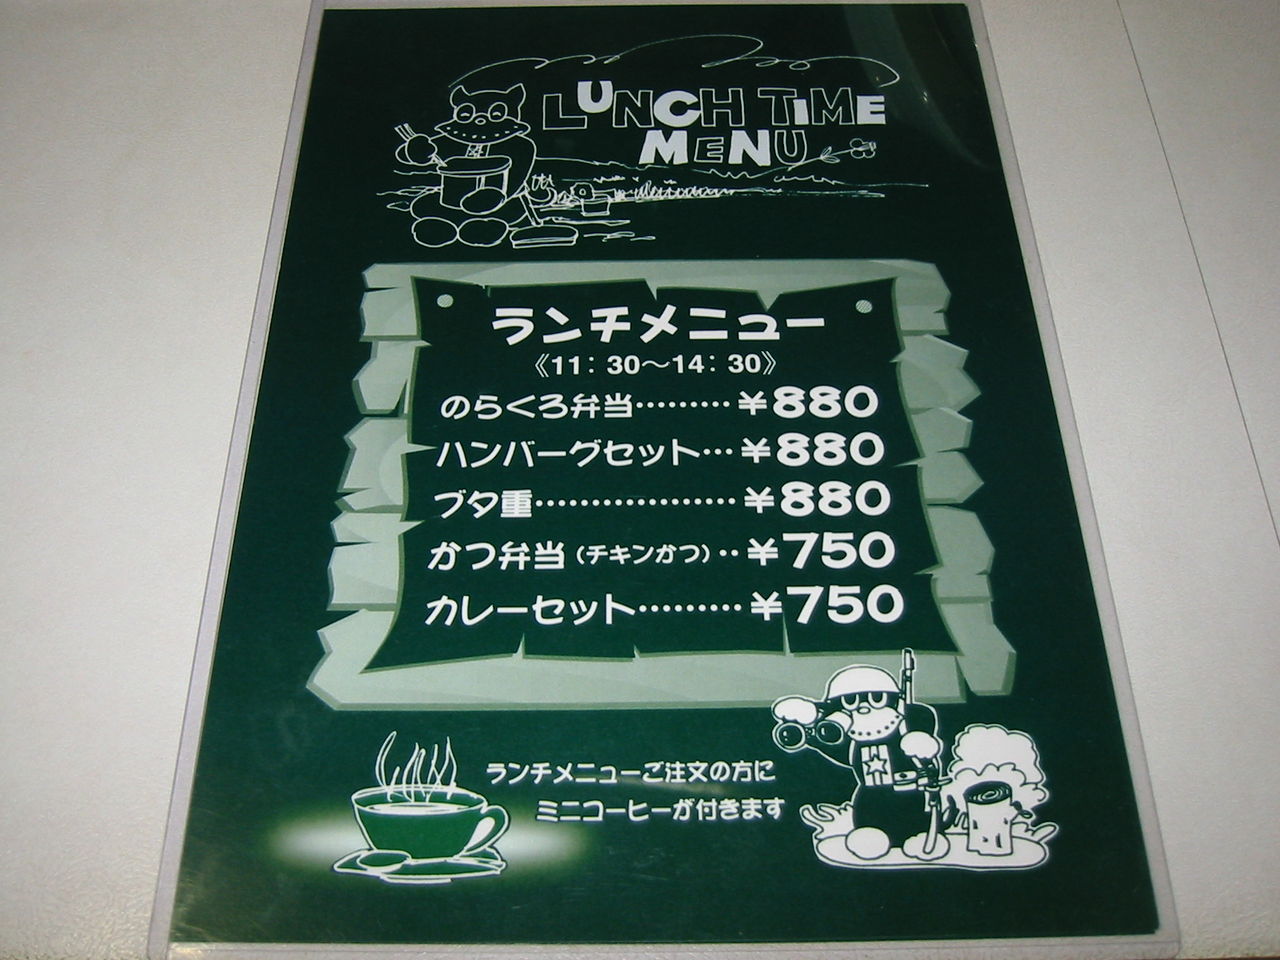 LUNCH TIME
MENU
ランチメニュー
《11：30～14：30》
のらくろ弁当………¥880
ハンバーグセット…¥880
ブタ重…………………¥880
かつ弁当（チキンかつ）‥¥750
カレーセット………¥750
ランチメニューご注文の方に
ミニコーヒーが付きます